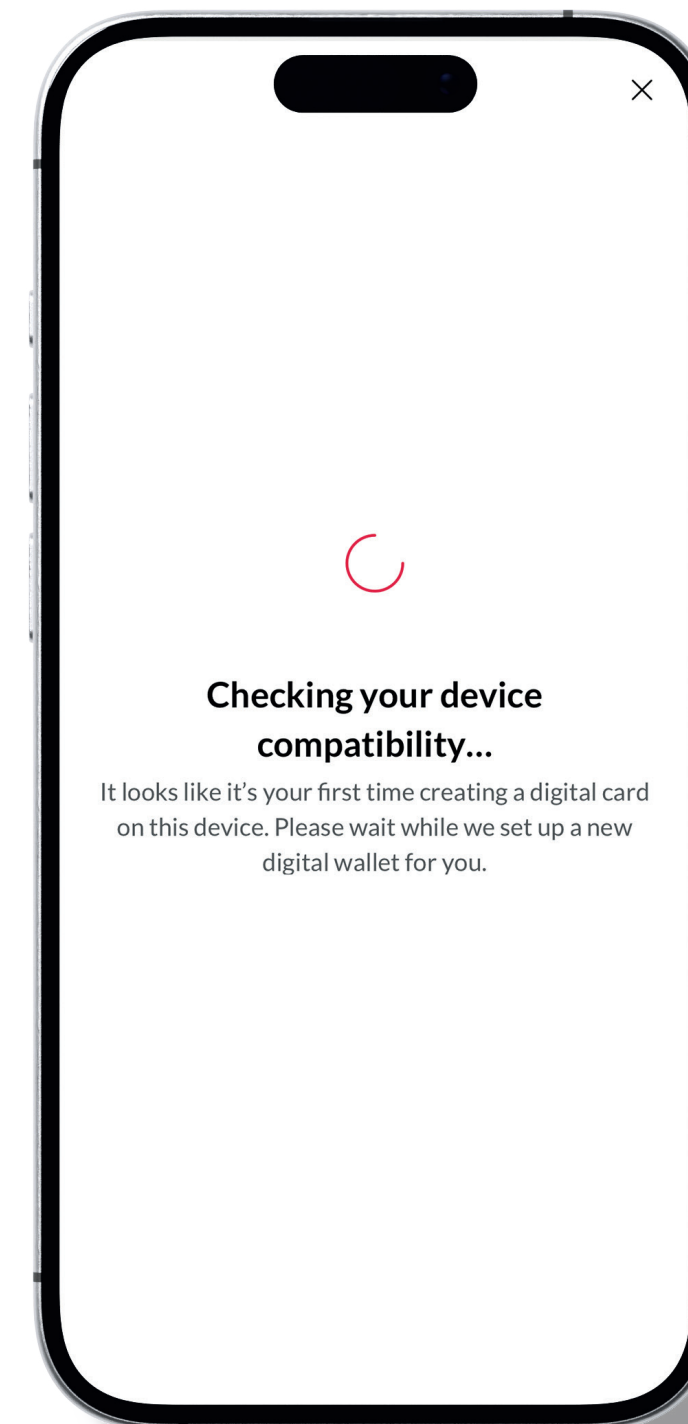 Checking your device
compatibility...
It looks like it’s your first time creating a digital card
on this device. Please wait while we set up a new
digital wallet for you.